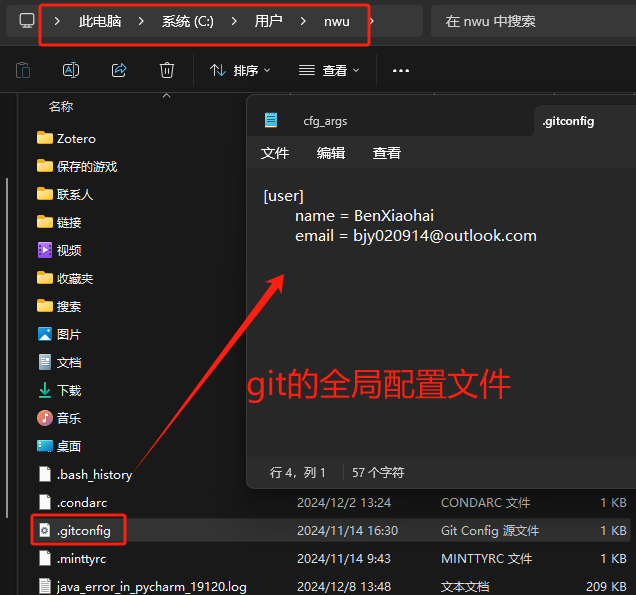 此电脑 系统 (C:) 用户 nwu
在 nwu 中搜索
排序 查看
名称
Zotero
保存的游戏
联系人
链接
视频
收藏夹
搜索
图片
文档
下载
音乐
桌面
.bash_history
cfg_args .gitconfig
文件 编辑 查看
[user]
name = BenXiaohai
email = bjy020914@outlook.com
git的全局配置文件
行 4，列 1 57 个字符
.condarc 2024/12/2 13:24 CONDARC 文件 1 KB
.gitconfig 2024/11/14 16:30 Git Config 源文件 1 KB
.minttyrc 2024/11/14 9:43 MINTTYRC 文件 1 KB
java_error_in_pycharm_19120.log 2024/12/8 13:48 文本文档 209 KB